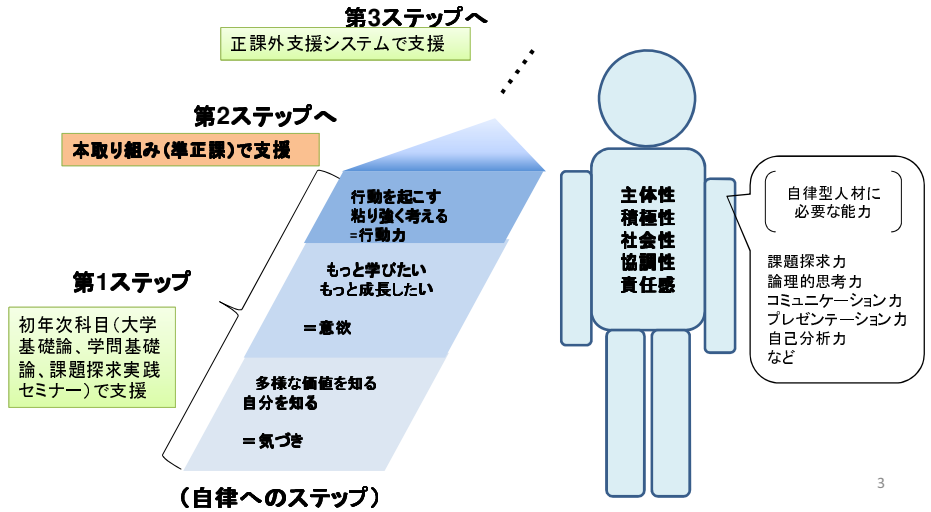 第3ステップへ
正課外支援システムで支援
第2ステップへ
本取り組み(準正課)で支援
行動を起こす
粘り強く考える
=行動力
もっと学びたい
もっと成長したい
＝意欲
多様な価値を知る
自分を知る
＝気づき
第1ステップ
初年次科目(大学
基礎論、学問基礎
論、課題探求実践
セミナー)で支援
(自律へのステップ)
主体性
積極性
社会性
協調性
責任感
自律型人材に
必要な能力
課題探求力
論理的思考力
コミュニケーション力
プレゼンテーション力
自己分析力
など
3